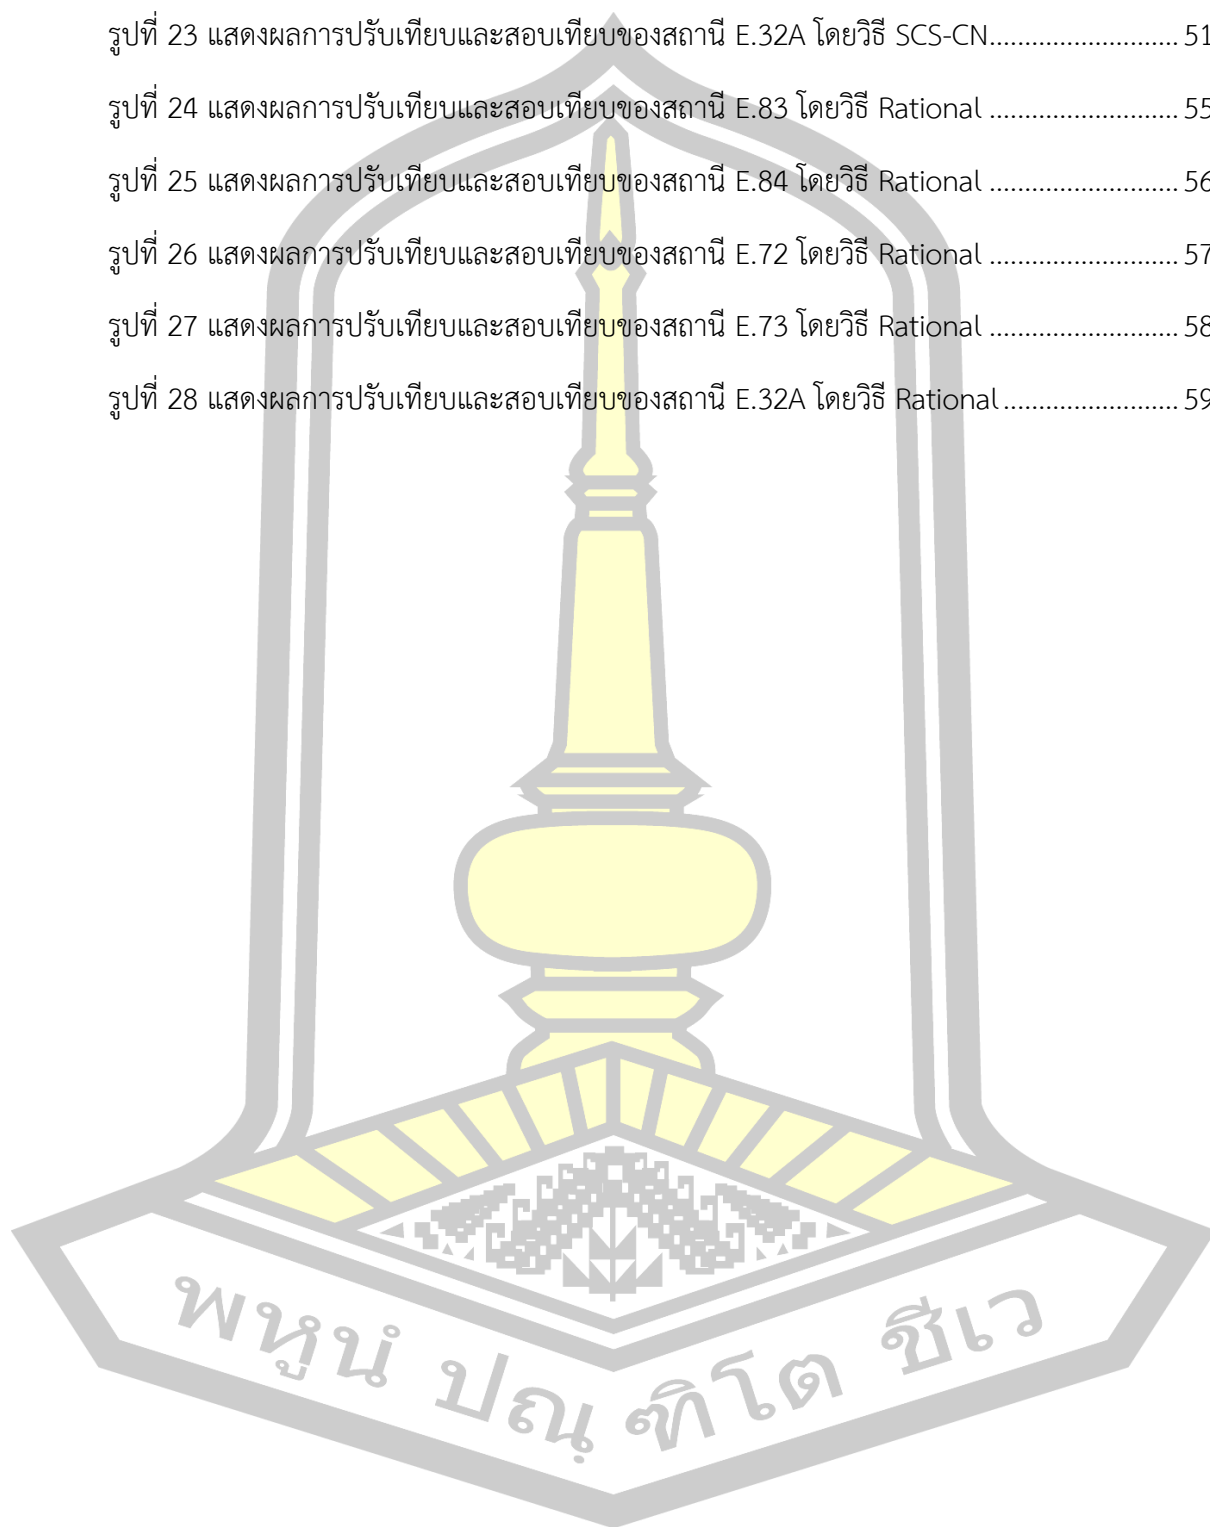 รูปที่ 23 แสดงผลการปรับเทียบและสอบเทียบของสถานี E.32A โดยวิธี SCS-CN............................ 51
รูปที่ 24 แสดงผลการปรับเทียบและสอบเทียบของสถานี E.83 โดยวิธี Rational ............................ 55
รูปที่ 25 แสดงผลการปรับเทียบและสอบเทียบของสถานี E.84 โดยวิธี Rational ............................ 56
รูปที่ 26 แสดงผลการปรับเทียบและสอบเทียบของสถานี E.72 โดยวิธี Rational ............................ 57
รูปที่ 27 แสดงผลการปรับเทียบและสอบเทียบของสถานี E.73 โดยวิธี Rational ............................ 58
รูปที่ 28 แสดงผลการปรับเทียบและสอบเทียบของสถานี E.32A โดยวิธี Rational .......................... 59
พหูนํ ปณฺฑิโต ชีเว